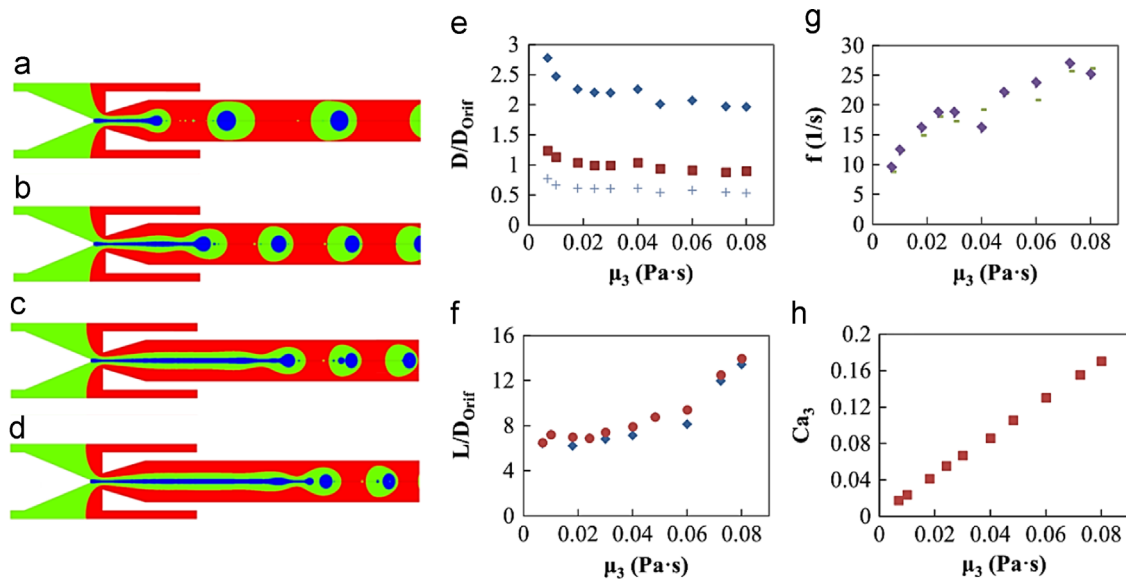 a
b
c
d
e
D/D_Orif
3
2.5
2
1.5
1
0.5
0
0 0.02 0.04 0.06 0.08
μ₃ (Pa·s)
f
L/D_Orif
16
12
8
4
0
0 0.02 0.04 0.06 0.08
μ₃ (Pa·s)
g
f (1/s)
30
25
20
15
10
5
0
0 0.02 0.04 0.06 0.08
μ₃ (Pa·s)
h
Ca₃
0.2
0.16
0.12
0.08
0.04
0
0 0.02 0.04 0.06 0.08
μ₃ (Pa·s)